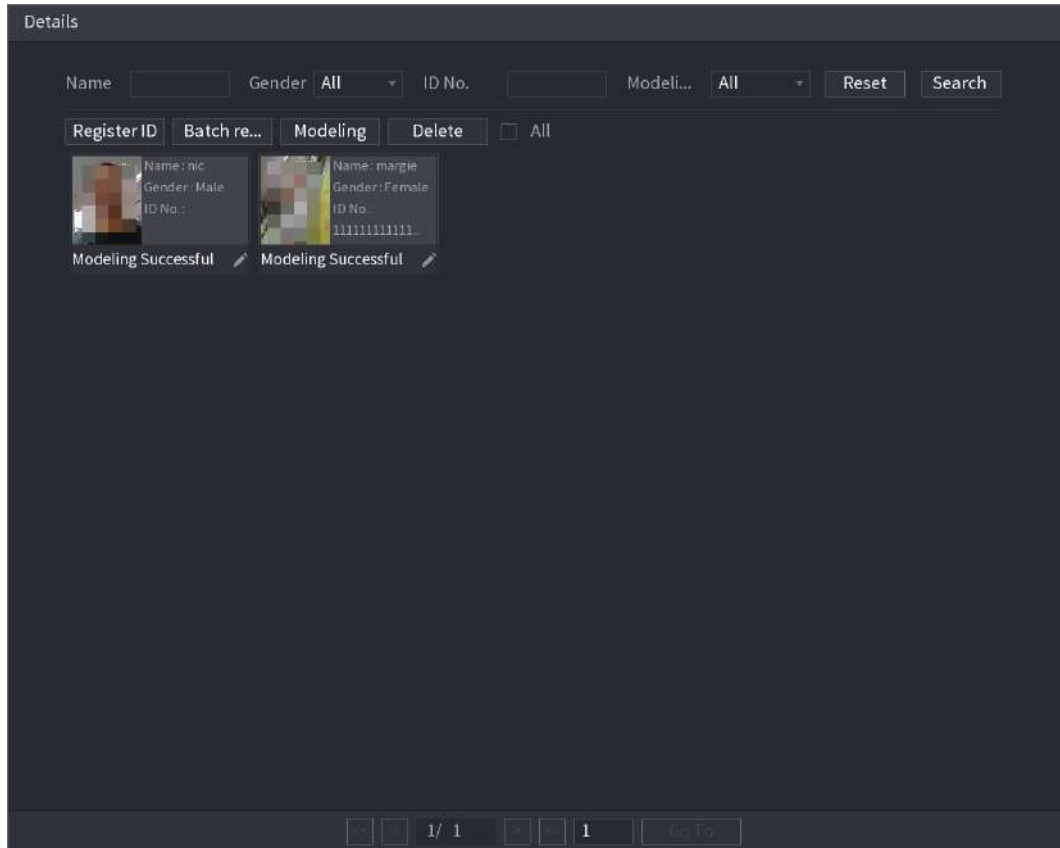 Details
Name Gender All ID No. Modeli... All Reset Search
Register ID Batch re... Modeling Delete All
Name: nic
Gender: Male
ID No.:
Modeling Successful
Name: margie
Gender: Female
ID No.:
111111111111...
Modeling Successful
1/ 1 1 Go To